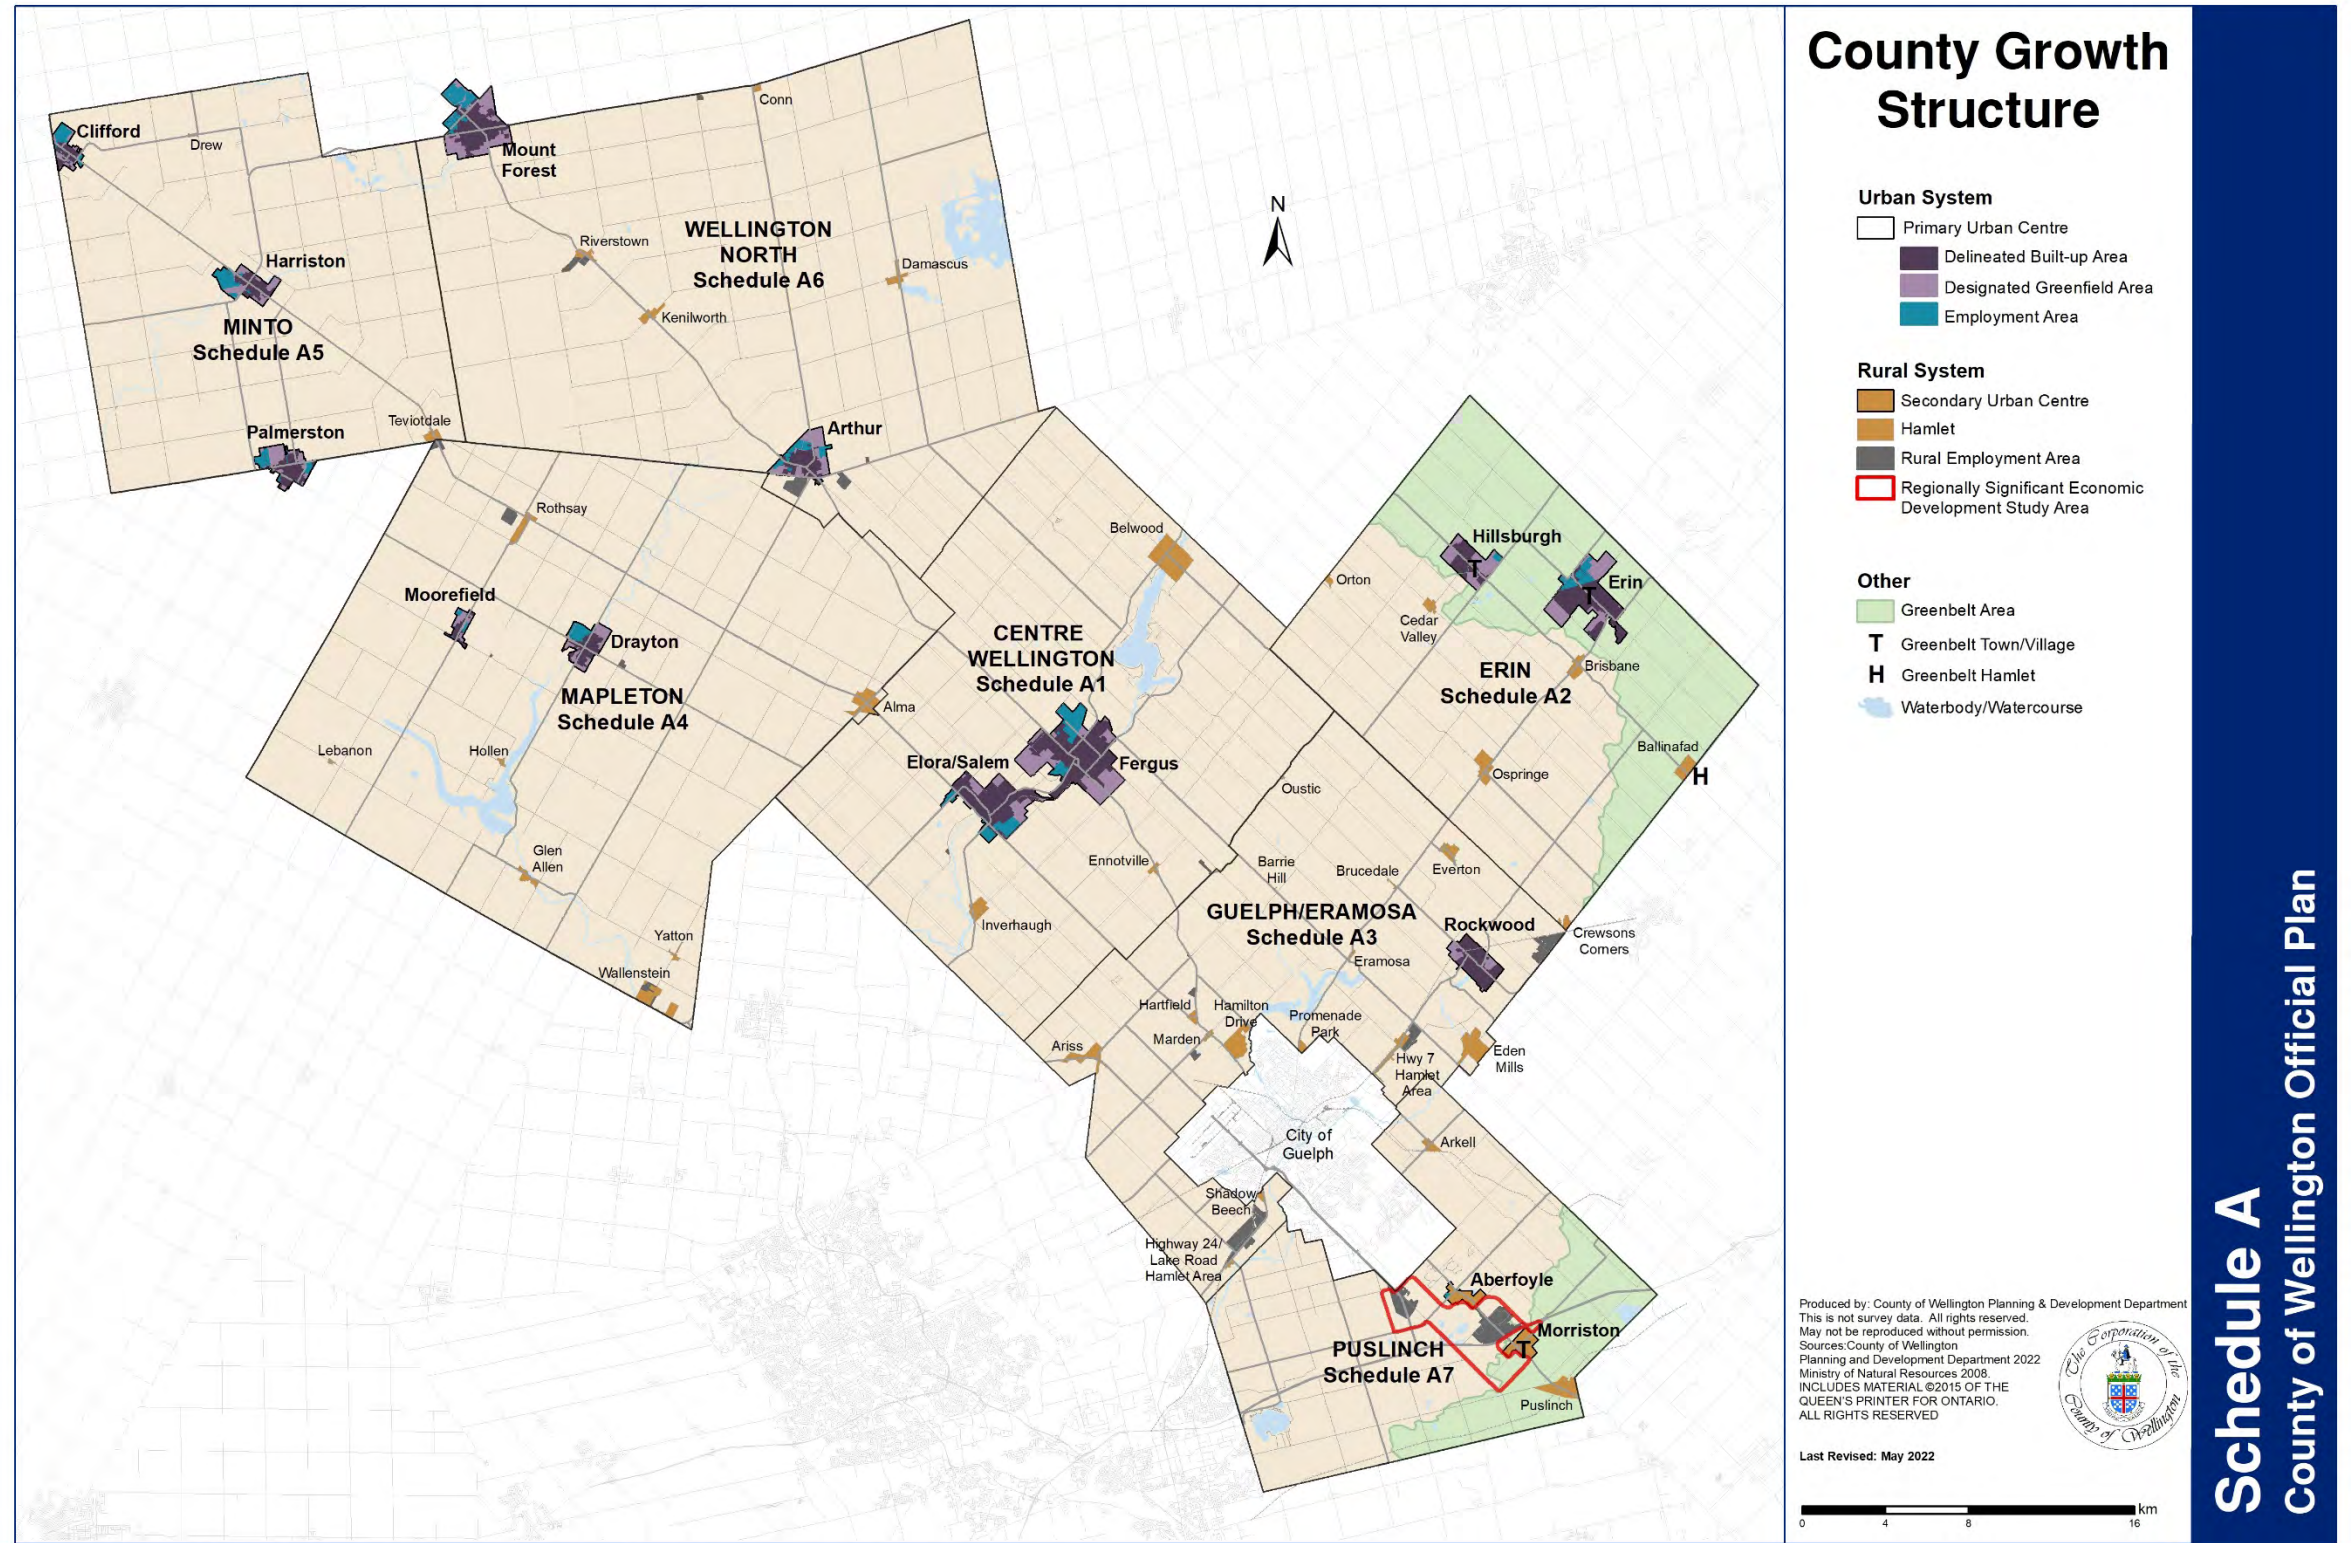 County Growth
Structure
Urban System
Primary Urban Centre
Delineated Built-up Area
Designated Greenfield Area
Employment Area
Rural System
Secondary Urban Centre
Hamlet
Rural Employment Area
Regionally Significant Economic
Development Study Area
Other
Greenbelt Area
T Greenbelt Town/Village
H Greenbelt Hamlet
Waterbody/Watercourse
Produced by: County of Wellington Planning & Development Department
This is not survey data. All rights reserved.
May not be reproduced without permission.
Sources:County of Wellington
Planning and Development Department 2022
Ministry of Natural Resources 2008.
INCLUDES MATERIAL ©2015 OF THE
QUEEN'S PRINTER FOR ONTARIO.
ALL RIGHTS RESERVED
The Corporation of the
County of Wellington
Last Revised: May 2022
km
0 4 8 16
Schedule A
County of Wellington Official Plan
N
Clifford
Drew
Mount
Forest
Conn
Harriston
MINTO
Schedule A5
Palmerston
Teviotdale
Riverstown
WELLINGTON
NORTH
Schedule A6
Kenilworth
Damascus
Arthur
Rothsay
Moorefield
Drayton
MAPLETON
Schedule A4
Lebanon
Hollen
Alma
Glen
Allen
Yatton
Wallenstein
Belwood
CENTRE
WELLINGTON
Schedule A1
Elora/Salem
Fergus
Ennotville
Inverhaugh
Hillsburgh
T
Erin
T
Orton
Cedar
Valley
ERIN
Schedule A2
Brisbane
Ballinafad
H
Ospringe
Oustic
Barrie
Hill
Brucedale
Everton
GUELPH/ERAMOSA
Schedule A3
Rockwood
Crewsons
Corners
Eramosa
Hartfield
Hamilton
Drive
Promenade
Park
Marden
Ariss
Hwy 7
Hamlet
Area
Eden
Mills
City of
Guelph
Arkell
Shadow
Beech
Highway 24/
Lake Road
Hamlet Area
Aberfoyle
Morriston
T
PUSLINCH
Schedule A7
Puslinch